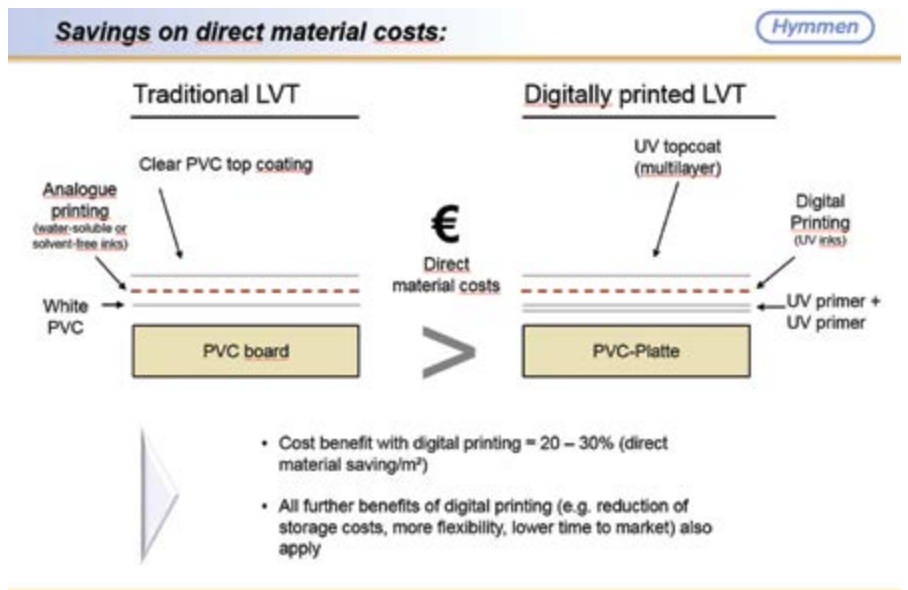 Savings on direct material costs:
Hymmen
Traditional LVT
Digitally printed LVT
Clear PVC top coating
UV topcoat
(multilayer)
Analogue
printing
(water-soluble or
solvent-free inks)
Digital
Printing
(UV inks)
€
Direct
material costs
White
PVC
UV primer +
UV primer
PVC board
>
PVC-Platte
• Cost benefit with digital printing = 20 – 30% (direct
material saving/m²)
• All further benefits of digital printing (e.g. reduction of
storage costs, more flexibility, lower time to market) also
apply